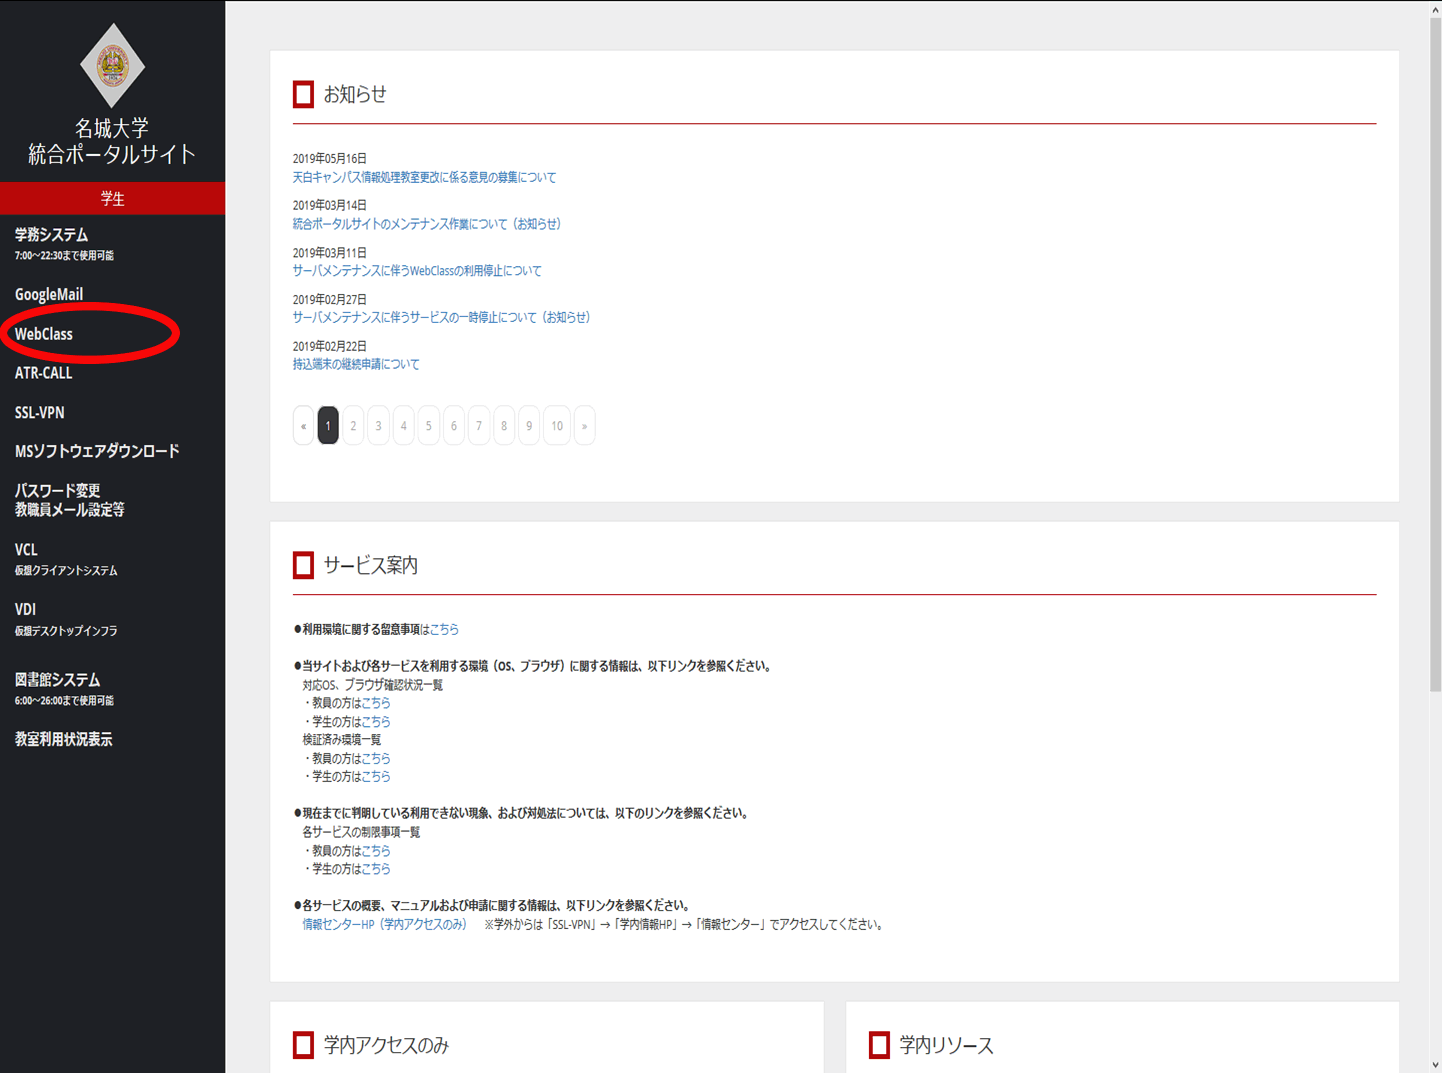 名城大学
統合ポータルサイト
学生
学務システム
7:00～22:30まで使用可能
GoogleMail
WebClass
ATR-CALL
SSL-VPN
MSソフトウェアダウンロード
パスワード変更
教職員メール設定等
VCL
仮想クライアントシステム
VDI
仮想デスクトップインフラ
図書館システム
6:00～26:00まで使用可能
教室利用状況表示
お知らせ
2019年05月16日
天白キャンパス情報処理教室更改に係る意見の募集について
2019年03月14日
統合ポータルサイトのメンテナンス作業について（お知らせ）
2019年03月11日
サーバメンテナンスに伴うWebClassの利用停止について
2019年02月27日
サーバメンテナンスに伴うサービスの一時停止について（お知らせ）
2019年02月22日
持込端末の継続申請について
« 1 2 3 4 5 6 7 8 9 10 »
サービス案内
●利用環境に関する留意事項はこちら
●当サイトおよび各サービスを利用する環境（OS、ブラウザ）に関する情報は、以下リンクを参照ください。
対応OS、ブラウザ確認状況一覧
・教員の方はこちら
・学生の方はこちら
検証済み環境一覧
・教員の方はこちら
・学生の方はこちら
●現在までに判明している利用できない現象、および対処法については、以下のリンクを参照ください。
各サービスの制限事項一覧
・教員の方はこちら
・学生の方はこちら
●各サービスの概要、マニュアルおよび申請に関する情報は、以下リンクを参照ください。
情報センターHP（学内アクセスのみ） ※学外からは「SSL-VPN」→「学内情報HP」→「情報センター」でアクセスしてください。
学内アクセスのみ
学内リソース